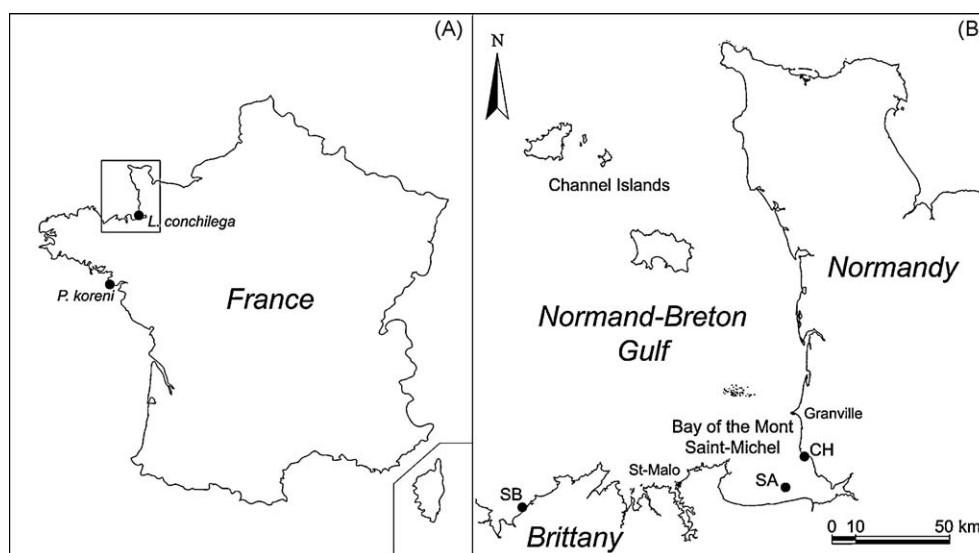 (A)
L. conchilega
P. koreni
France
(B)
N
Channel Islands
Normandy
Normand-Breton
Gulf
Granville
Bay of the Mont
Saint-Michel
CH
St-Malo
SA
SB
Brittany
0 10 50 km